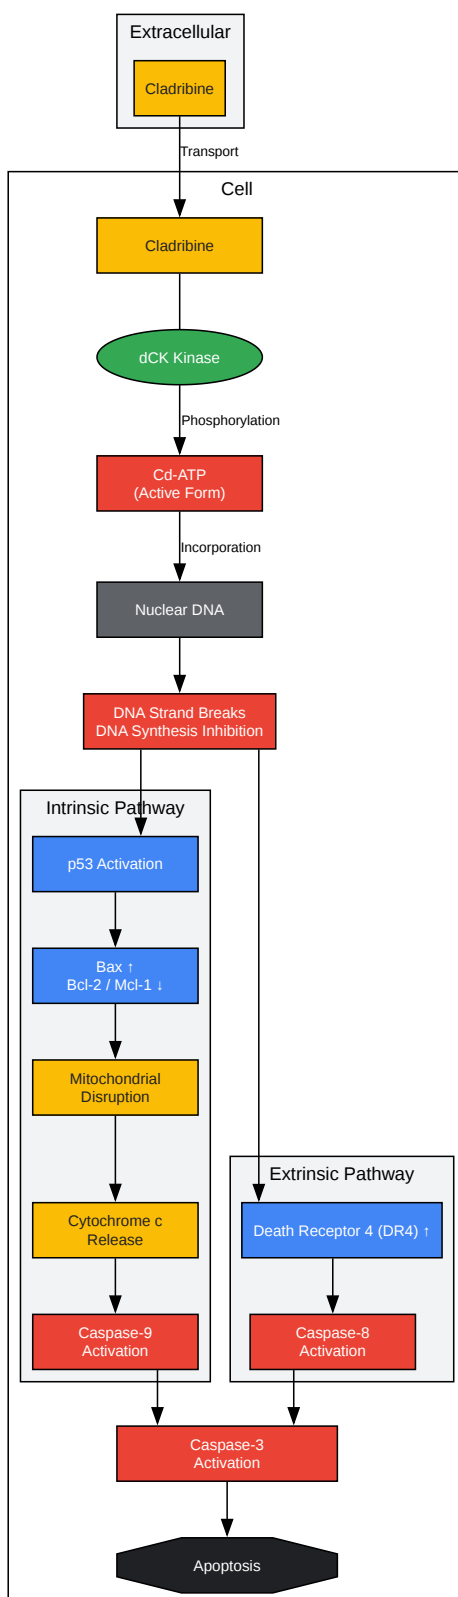 Extracellular
Cladribine
Transport
Cell
Cladribine
dCK Kinase
Phosphorylation
Cd-ATP
(Active Form)
Incorporation
Nuclear DNA
DNA Strand Breaks
DNA Synthesis Inhibition
Intrinsic Pathway
p53 Activation
Bax ↑
Bcl-2 / Mcl-1 ↓
Mitochondrial
Disruption
Cytochrome c
Release
Caspase-9
Activation
Extrinsic Pathway
Death Receptor 4 (DR4) ↑
Caspase-8
Activation
Caspase-3
Activation
Apoptosis